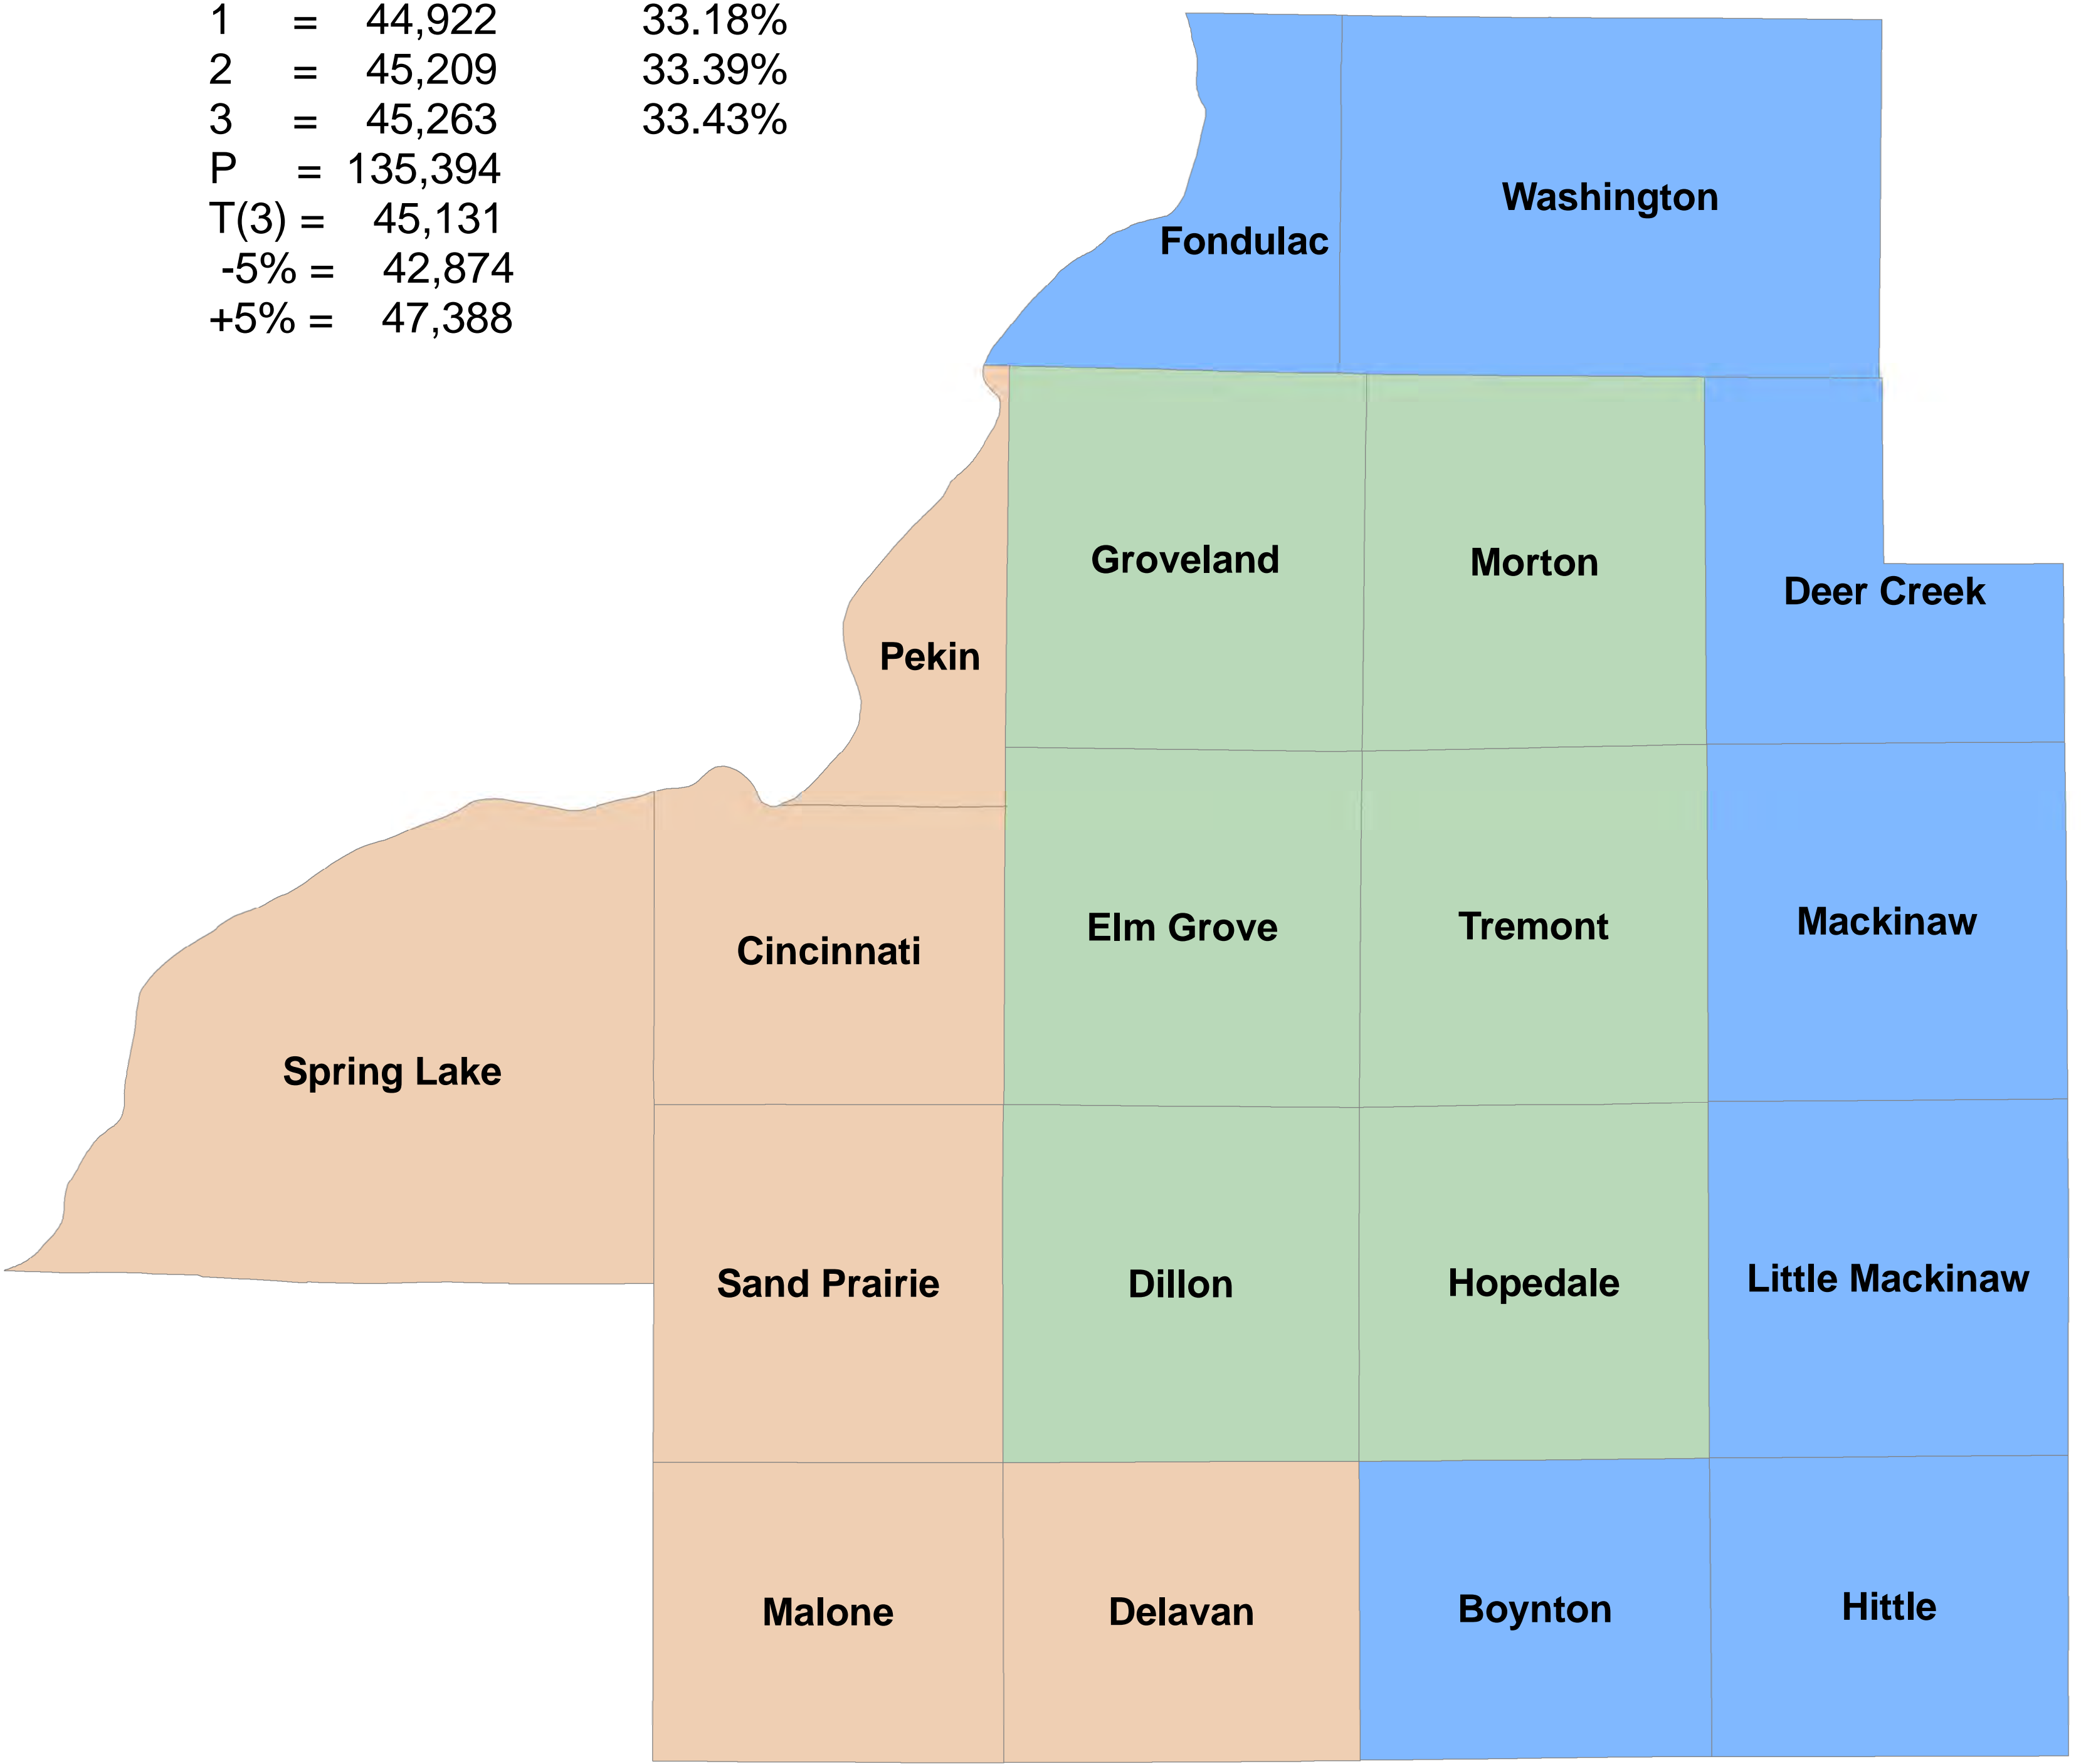 1 = 44,922 33.18%
2 = 45,209 33.39%
3 = 45,263 33.43%
P = 135,394
T(3) = 45,131
-5% = 42,874
+5% = 47,388
Washington
Fondulac
Groveland
Morton
Deer Creek
Pekin
Mackinaw
Elm Grove
Tremont
Cincinnati
Spring Lake
Little Mackinaw
Sand Prairie
Dillon
Hopedale
Malone
Delavan
Boynton
Hittle